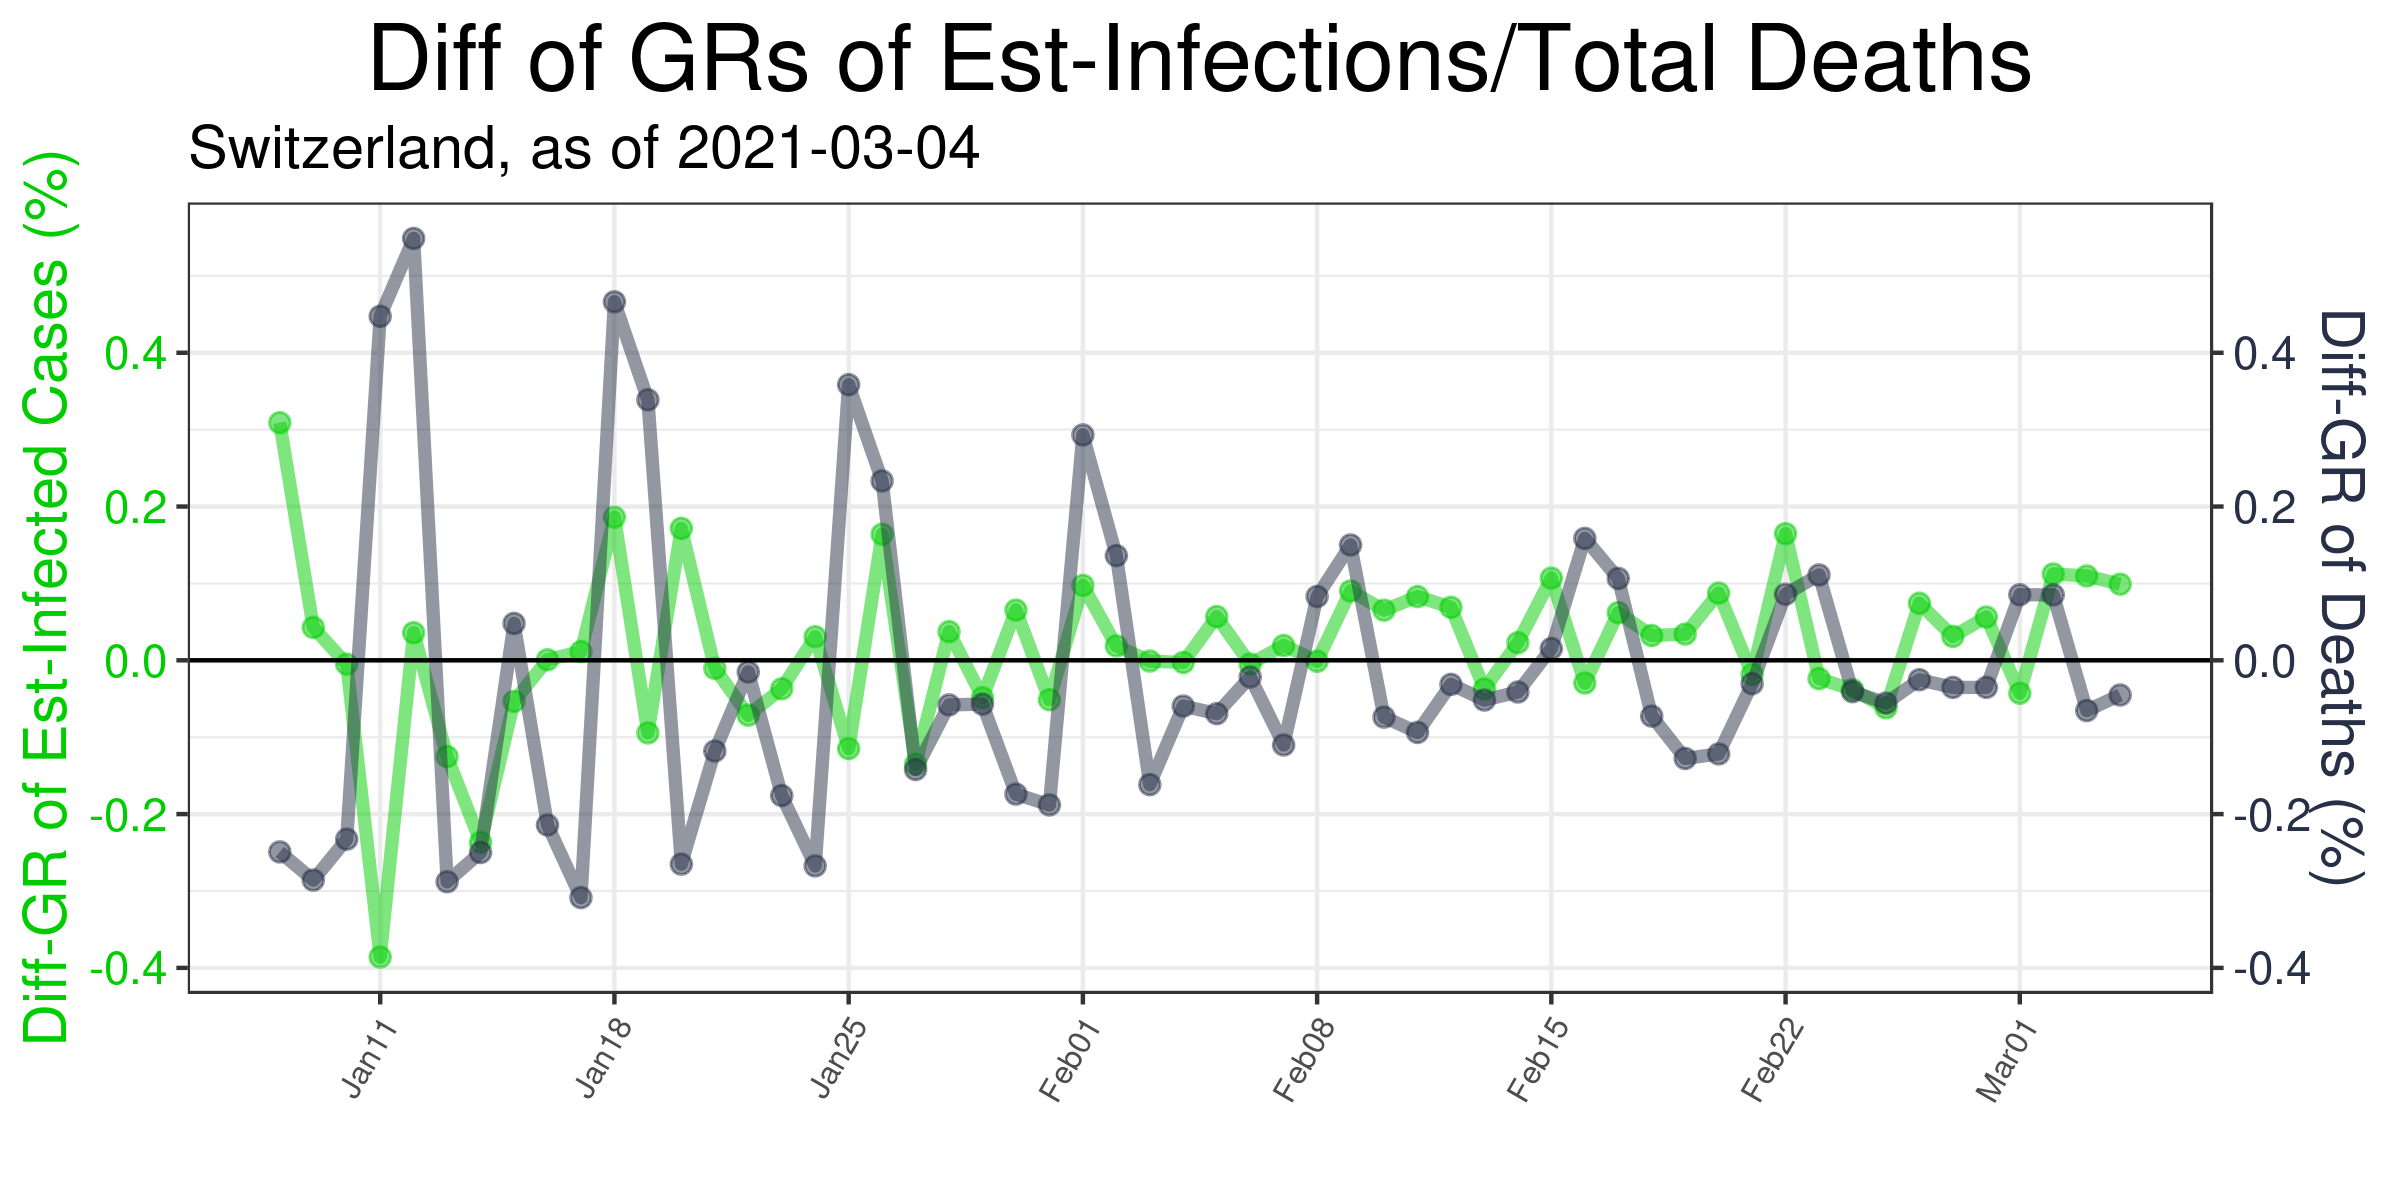 Diff of GRs of Est-Infections/Total Deaths
Switzerland, as of 2021-03-04
Diff-GR of Est-Infected Cases (%)
0.4
0.2
0.0
-0.2
-0.4
0.4
0.2
0.0
-0.2
-0.4
Diff-GR of Deaths (%)
Jan11
Jan18
Jan25
Feb01
Feb08
Feb15
Feb22
Mar01